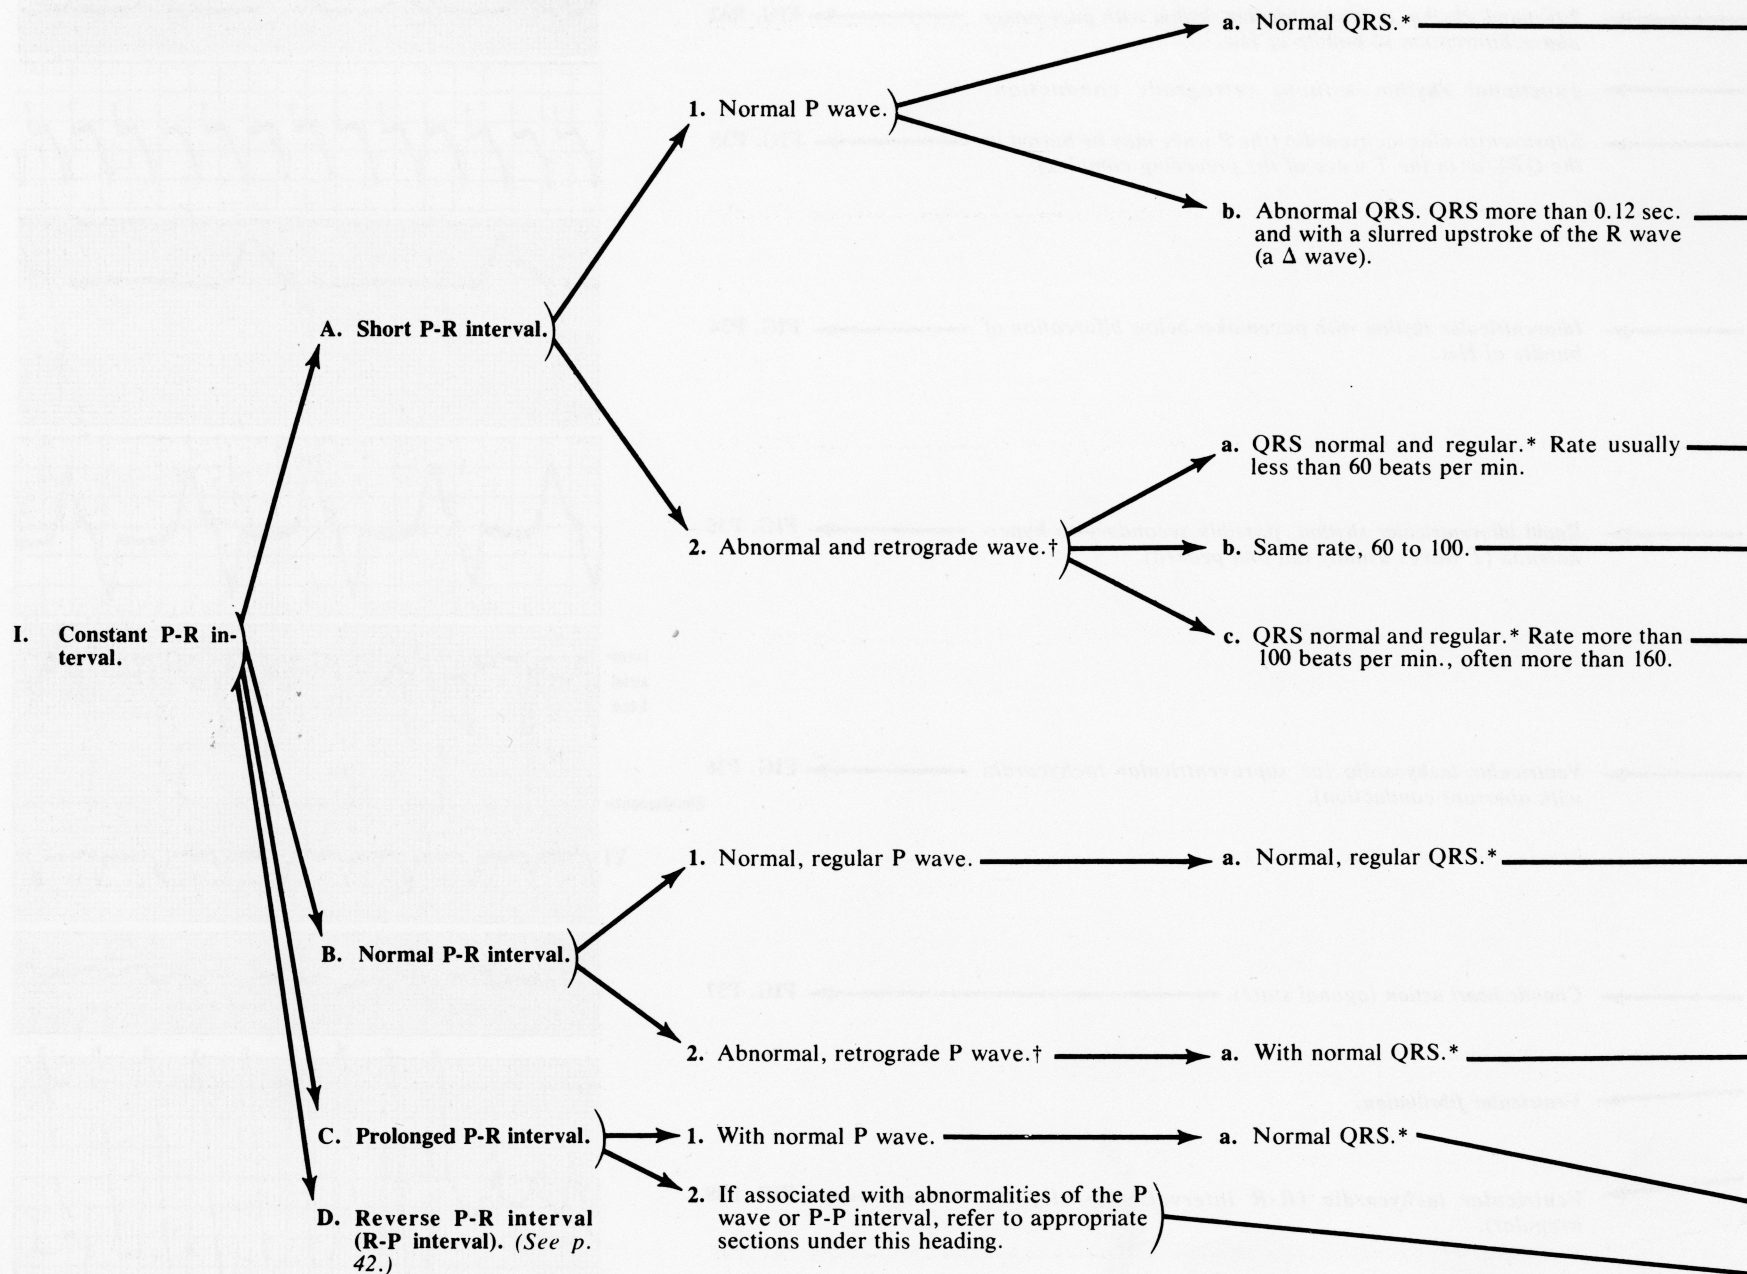 a. Normal QRS.*
1. Normal P wave.
b. Abnormal QRS. QRS more than 0.12 sec.
and with a slurred upstroke of the R wave
(a Δ wave).
A. Short P-R interval.
a. QRS normal and regular.* Rate usually
less than 60 beats per min.
2. Abnormal and retrograde wave.†
b. Same rate, 60 to 100.
c. QRS normal and regular.* Rate more than
100 beats per min., often more than 160.
I. Constant P-R in-
terval.
1. Normal, regular P wave.
a. Normal, regular QRS.*
B. Normal P-R interval.
2. Abnormal, retrograde P wave.†
a. With normal QRS.*
C. Prolonged P-R interval.
1. With normal P wave.
a. Normal QRS.*
2. If associated with abnormalities of the P
wave or P-P interval, refer to appropriate
sections under this heading.
D. Reverse P-R interval
(R-P interval). (See p.
42.)